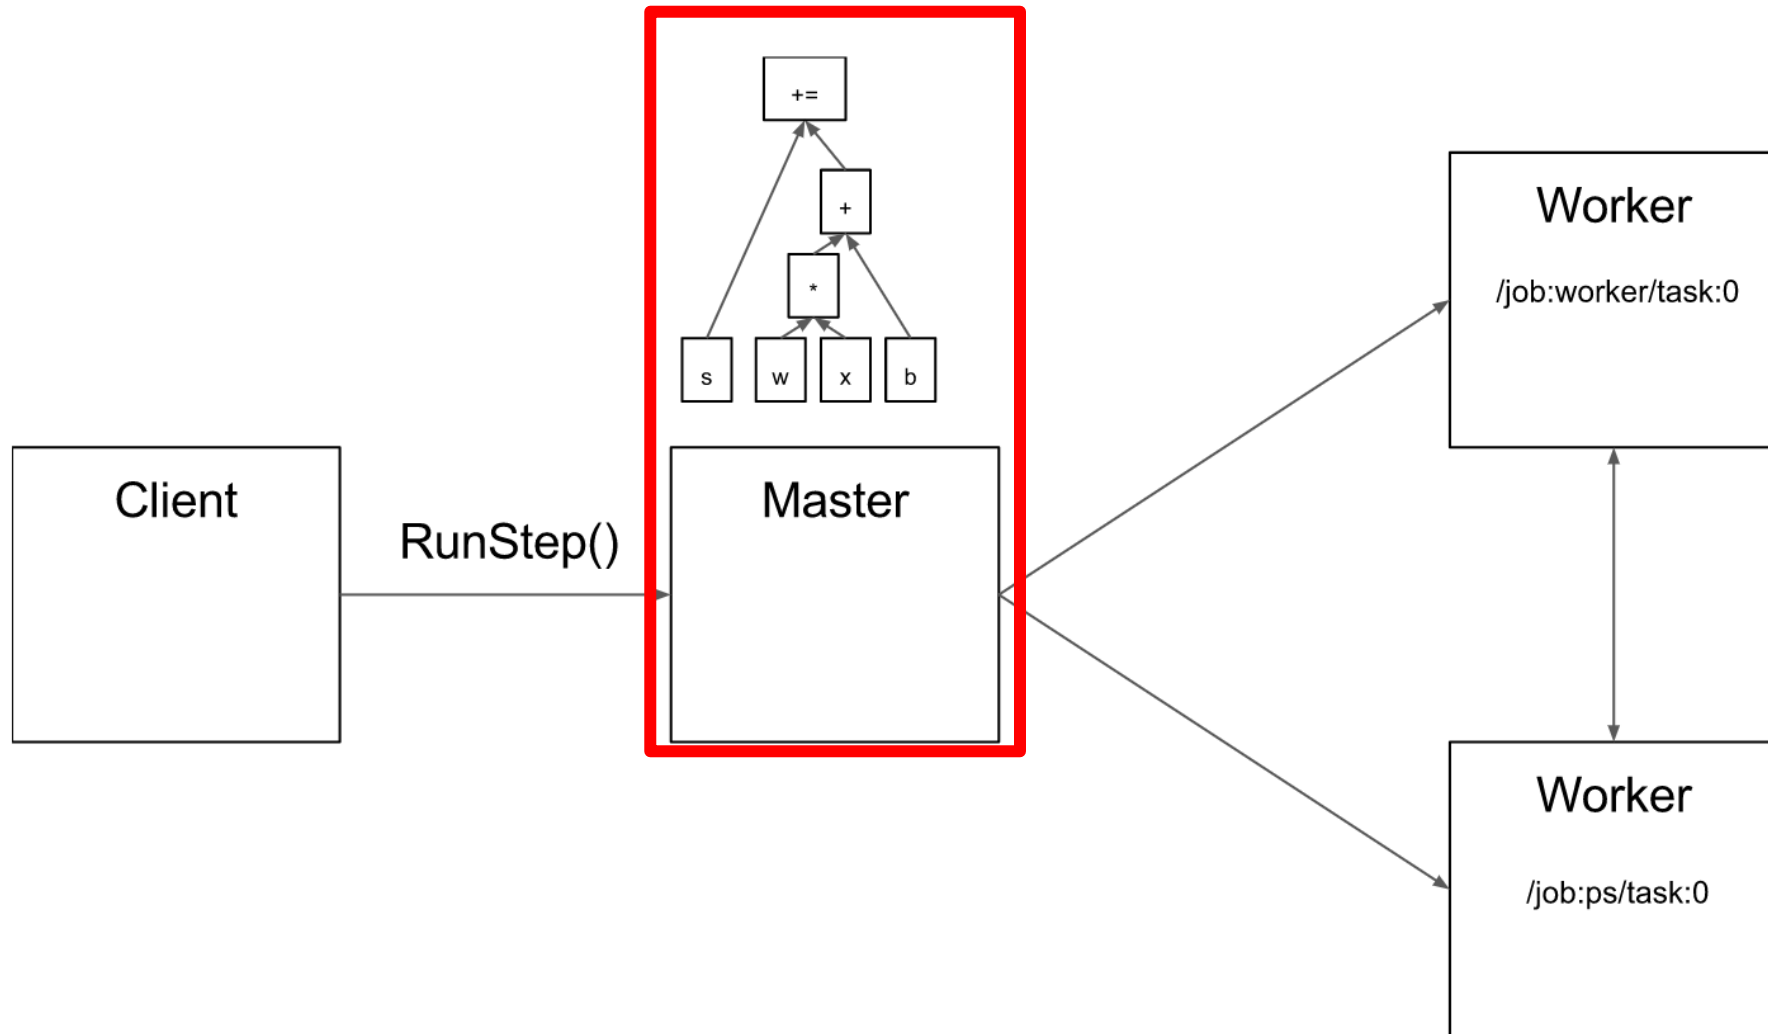 +=
+
*
s
w
x
b
Client
RunStep()
Master
Worker
/job:worker/task:0
Worker
/job:ps/task:0